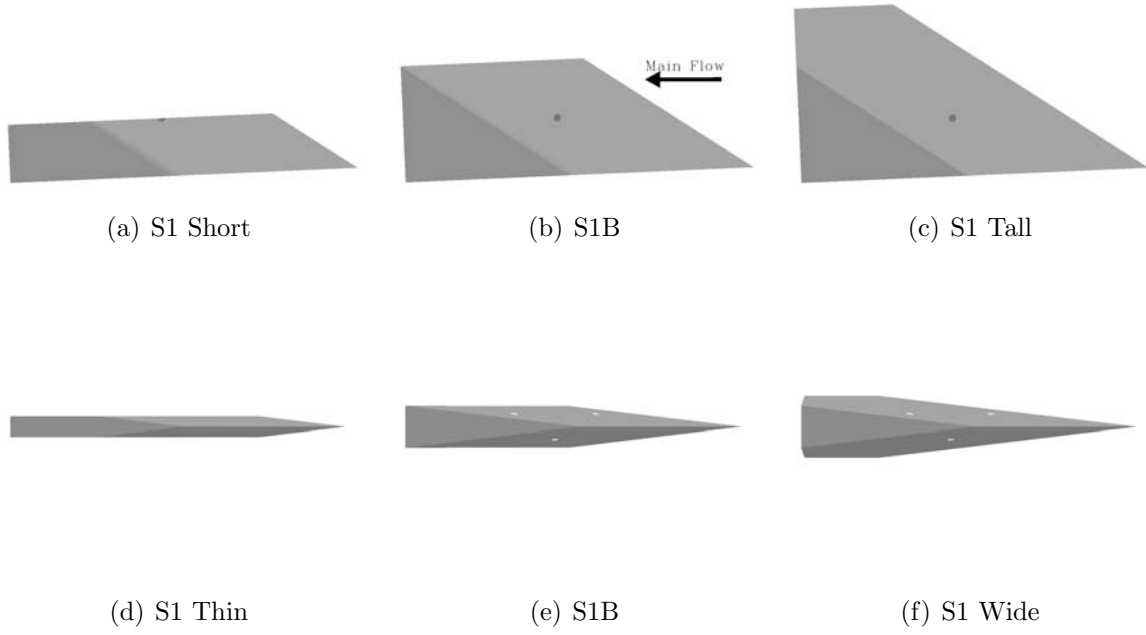 Main Flow
(a) S1 Short
(b) S1B
(c) S1 Tall
(d) S1 Thin
(e) S1B
(f) S1 Wide